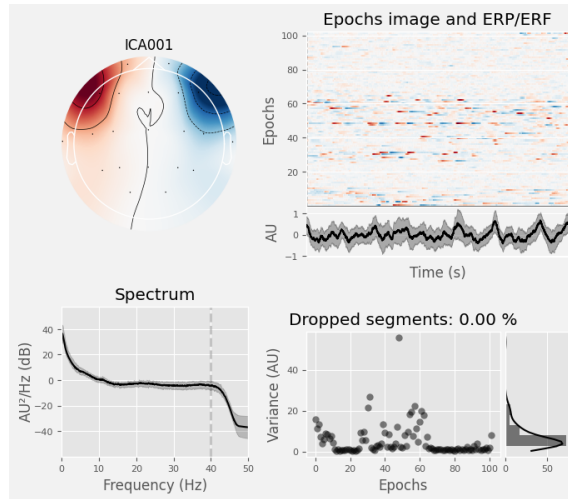 ICA001
Epochs image and ERP/ERF
Epochs
100
80
60
40
20
AU
1
0
−1
Time (s)
Spectrum
AU²/Hz (dB)
40
20
0
−20
−40
0
10
20
30
40
50
Frequency (Hz)
Dropped segments: 0.00 %
Variance (AU)
40
20
0
0
20
40
60
80
100
Epochs
0
50